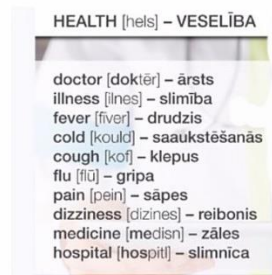 HEALTH [hels] – VESELĪBA
doctor [doktër] – ārsts
illness [ilnes] – slimība
fever [fīver] – drudzis
cold [kould] – saaukstēšanās
cough [kof] – klepus
flu [flū] – gripa
pain [pein] – sāpes
dizziness [dizines] – reibonis
medicine [medisn] – zāles
hospital [hospitl] – slimnīca